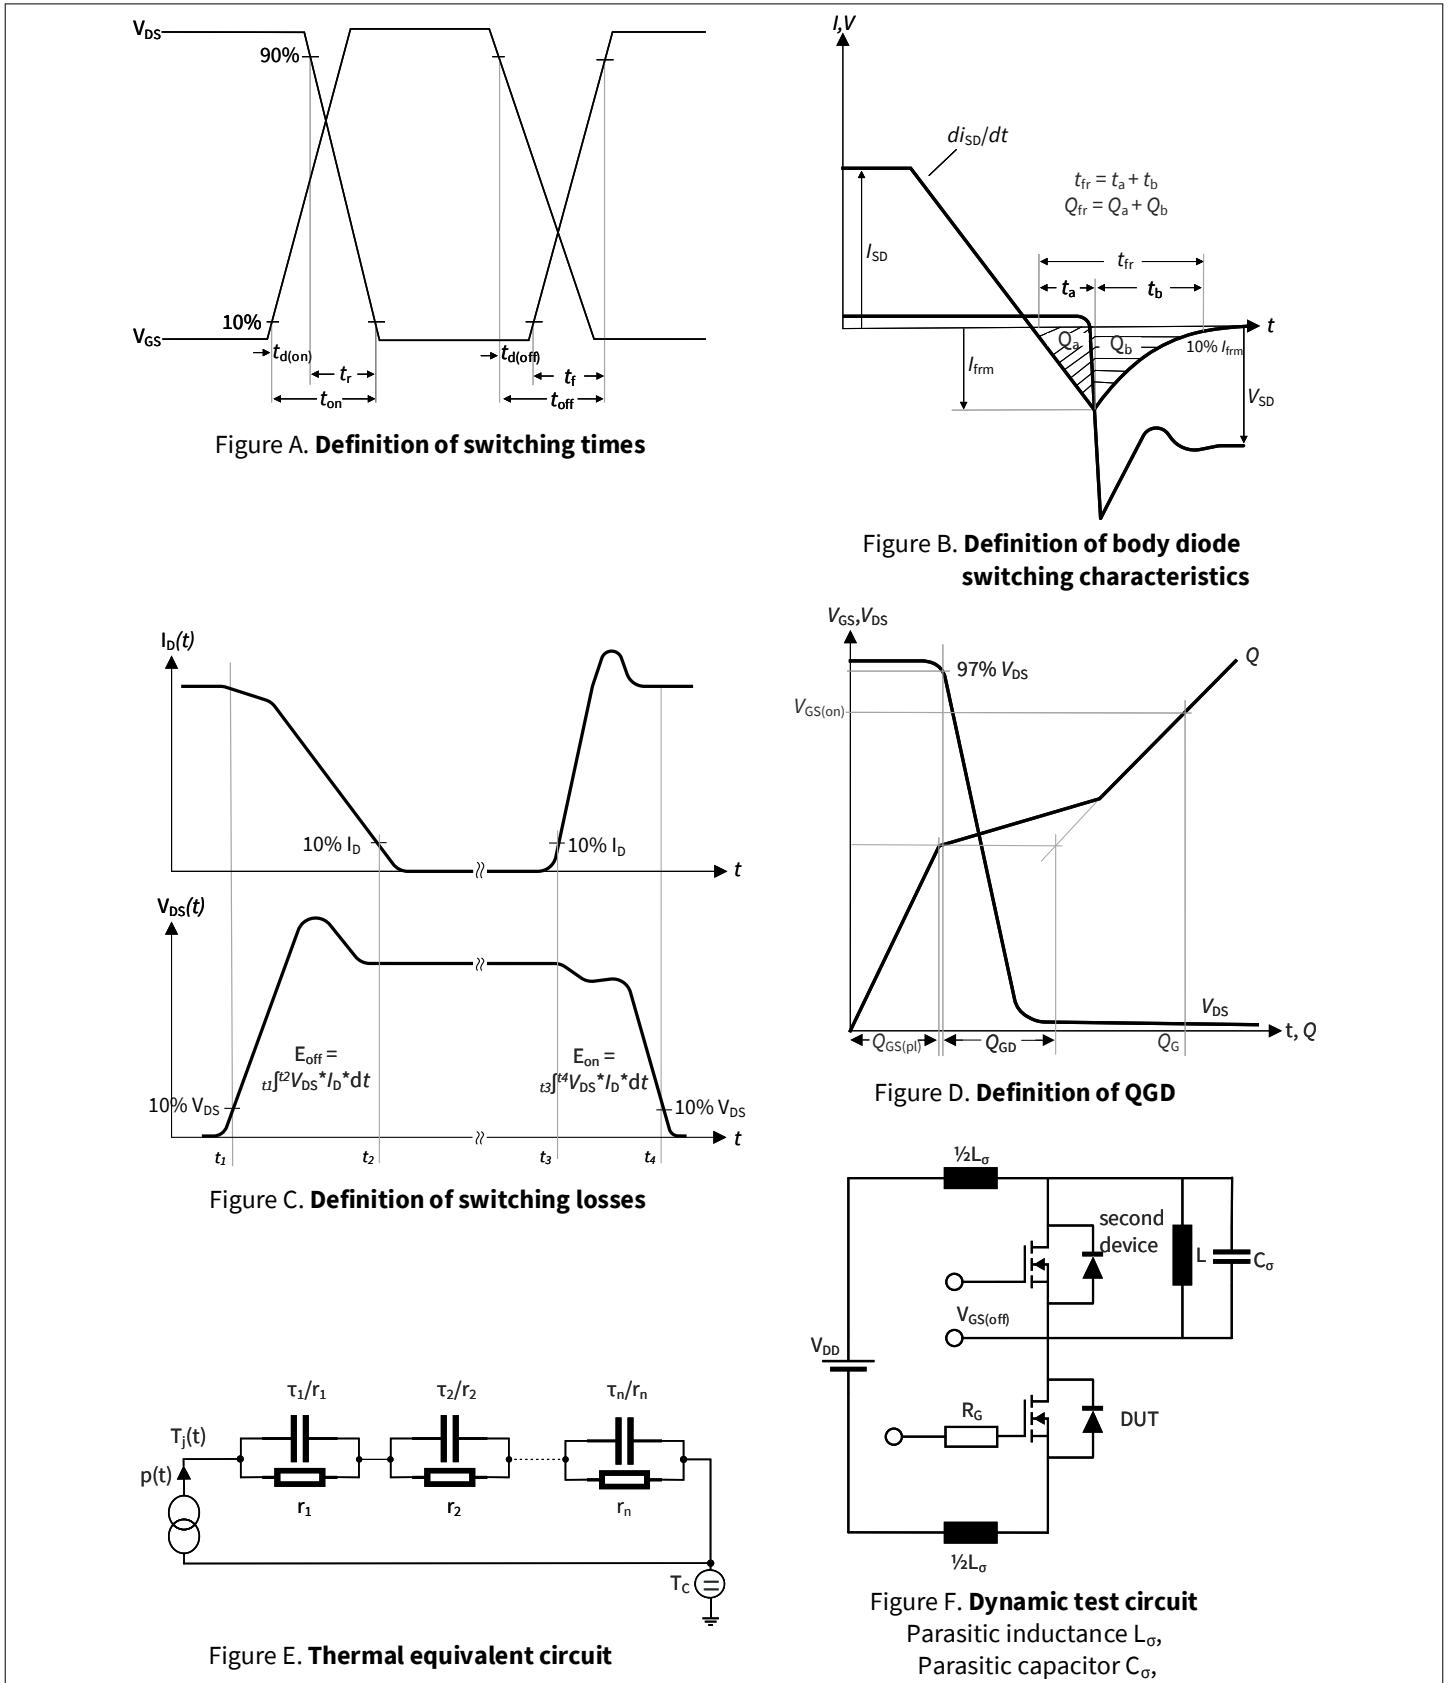 V_DS
90%
10%
V_GS
t_d(on)
t_d(off)
t_r
t_f
t_on
t_off
Figure A. Definition of switching times
I,V
di_SD/dt
t_fr = t_a + t_b
Q_fr = Q_a + Q_b
I_SD
t_fr
t_a
t_b
t
Q_a
Q_b
10% I_frm
I_frm
V_SD
Figure B. Definition of body diode
switching characteristics
I_D(t)
10% I_D
10% I_D
t
V_DS(t)
E_off =
t1∫t2 V_DS*I_D*dt
E_on =
t3∫t4 V_DS*I_D*dt
10% V_DS
10% V_DS
t
t_1
t_2
t_3
t_4
Figure C. Definition of switching losses
V_GS,V_DS
Q
97% V_DS
V_GS(on)
V_DS
t, Q
Q_GS(pl)
Q_GD
Q_G
Figure D. Definition of QGD
τ_1/r_1
τ_2/r_2
τ_n/r_n
T_j(t)
p(t)
r_1
r_2
r_n
T_C
Figure E. Thermal equivalent circuit
½L_σ
second
device
L
C_σ
V_GS(off)
V_DD
R_G
DUT
½L_σ
Figure F. Dynamic test circuit
Parasitic inductance L_σ,
Parasitic capacitor C_σ,